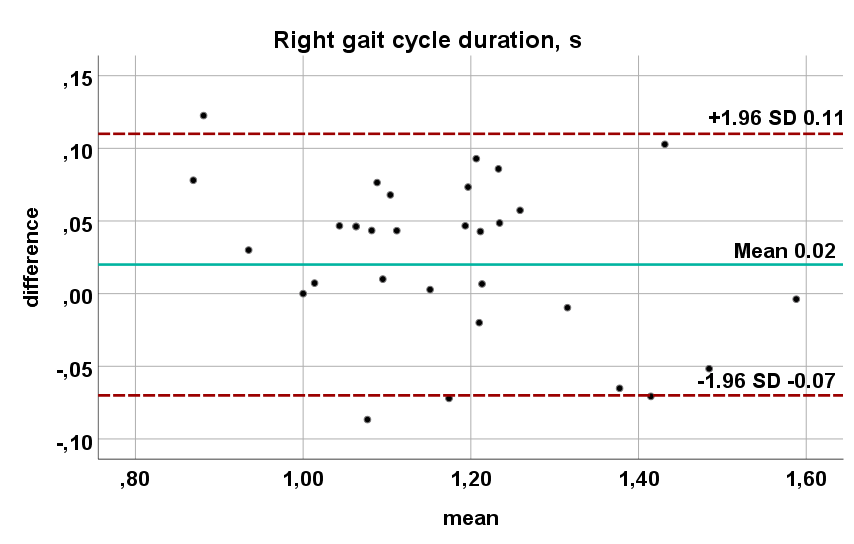 Right gait cycle duration, s
,15
+1.96 SD 0.11
,10
,05
Mean 0.02
,00
-,05
-1.96 SD -0.07
-,10
difference
,80 1,00 1,20 1,40 1,60
mean